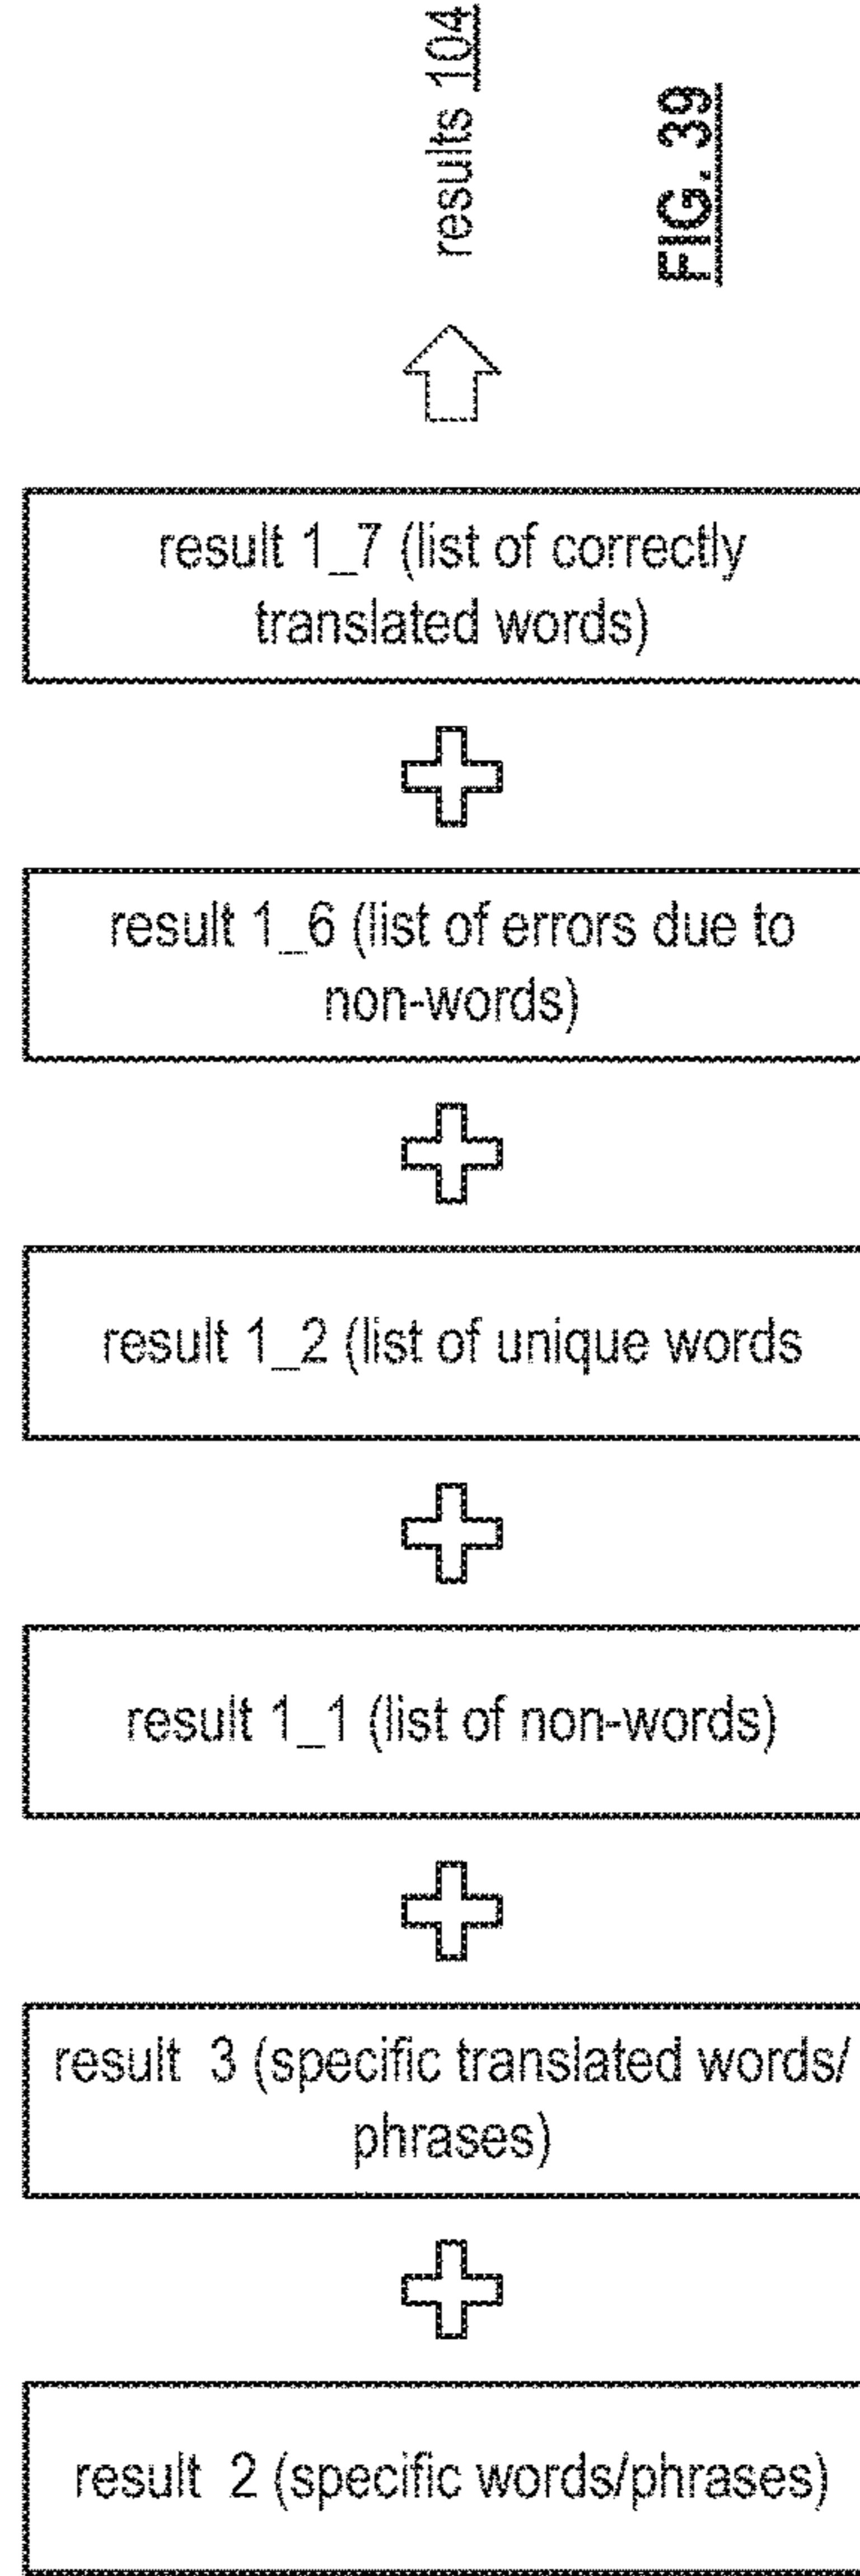 results 104
FIG. 39
result 1_7 (list of correctly
translated words)
result 1_6 (list of errors due to
non-words)
result 1_2 (list of unique words
result 1_1 (list of non-words)
result 3 (specific translated words/
phrases)
result 2 (specific words/phrases)